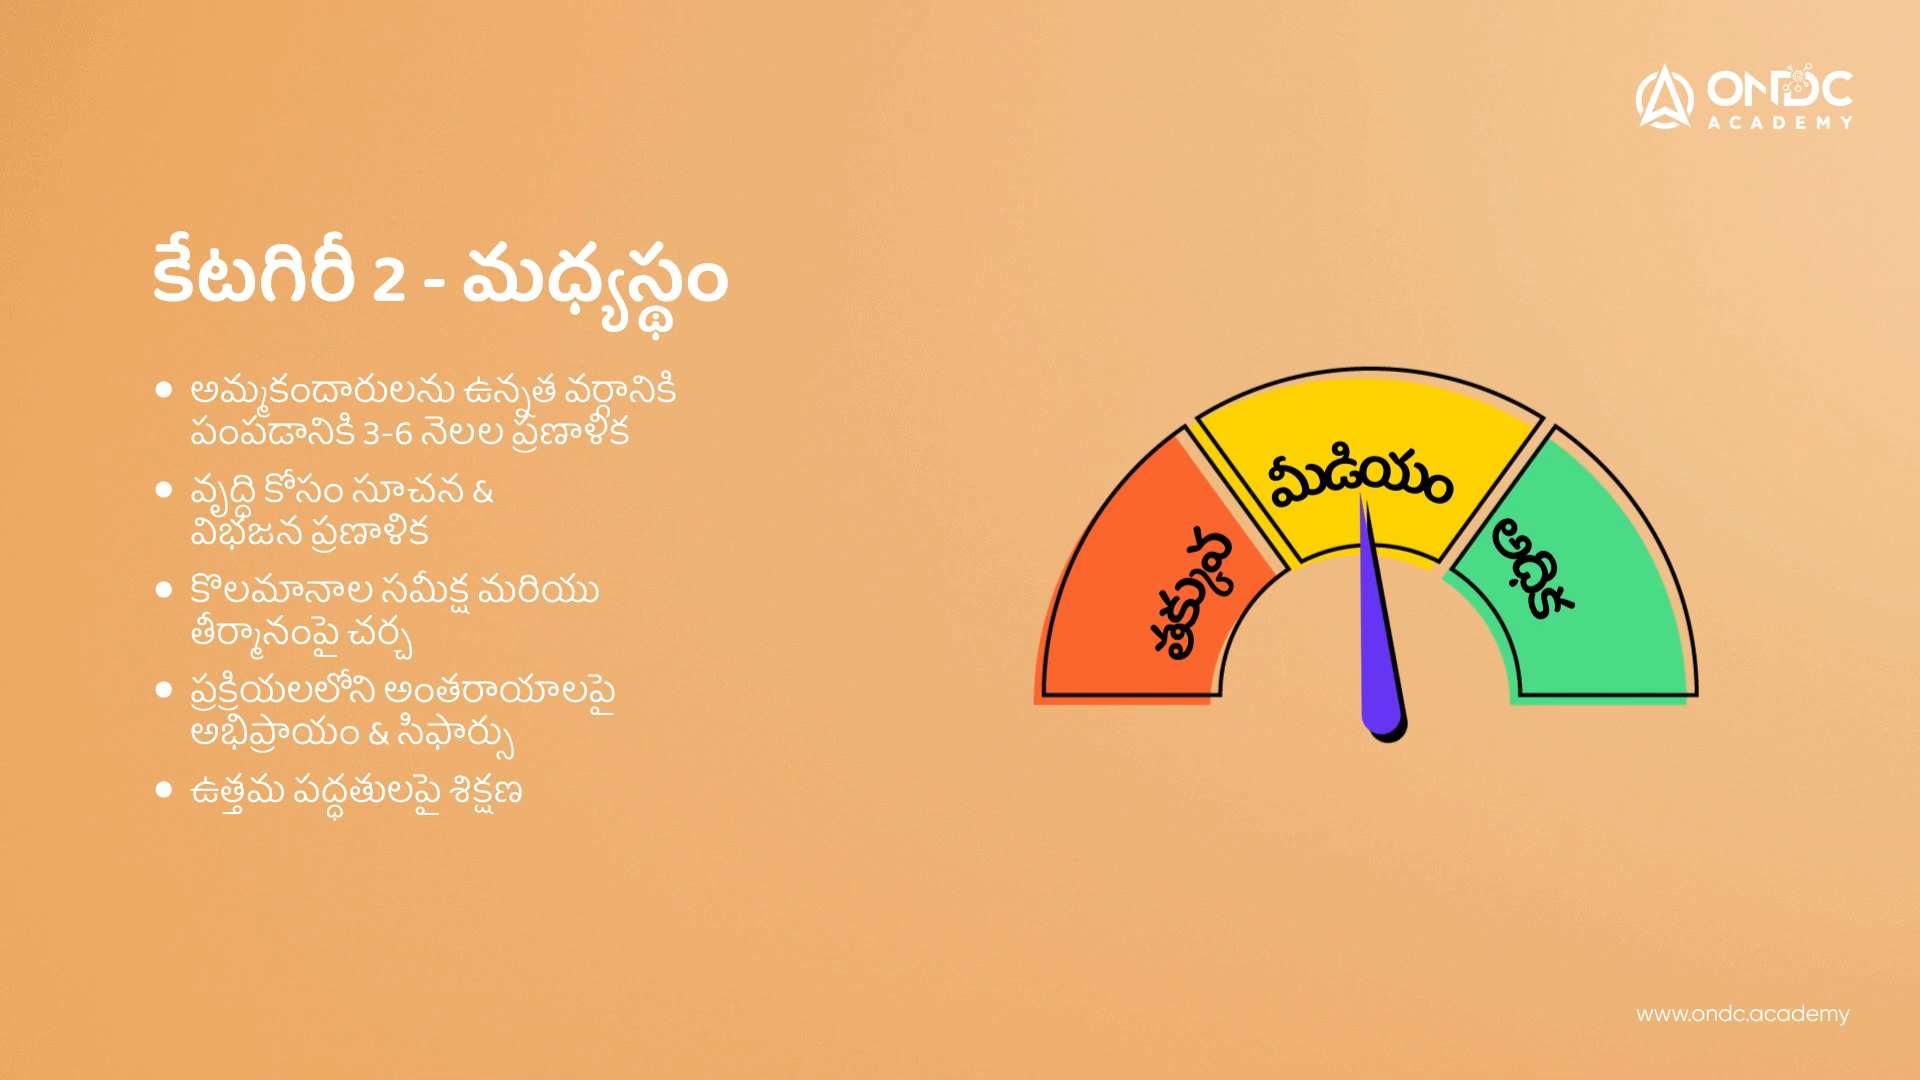 ONDC
ACADEMY
కేటగిరీ 2 - మధ్యస్థం
• అమ్మకందారులను ఉన్నత వర్గానికి
పంపడానికి 3-6 నెలల ప్రణాళిక
• వృద్ధి కోసం సూచన &
విభజన ప్రణాళిక
• కొలమానాల సమీక్ష మరియు
తీర్మానంపై చర్చ
• ప్రక్రియలలోని అంతరాయాలపై
అభిప్రాయం & సిఫార్సు
• ఉత్తమ పద్ధతులపై శిక్షణ
తక్కువ
మీడియం
అధిక
www.ondc.academy